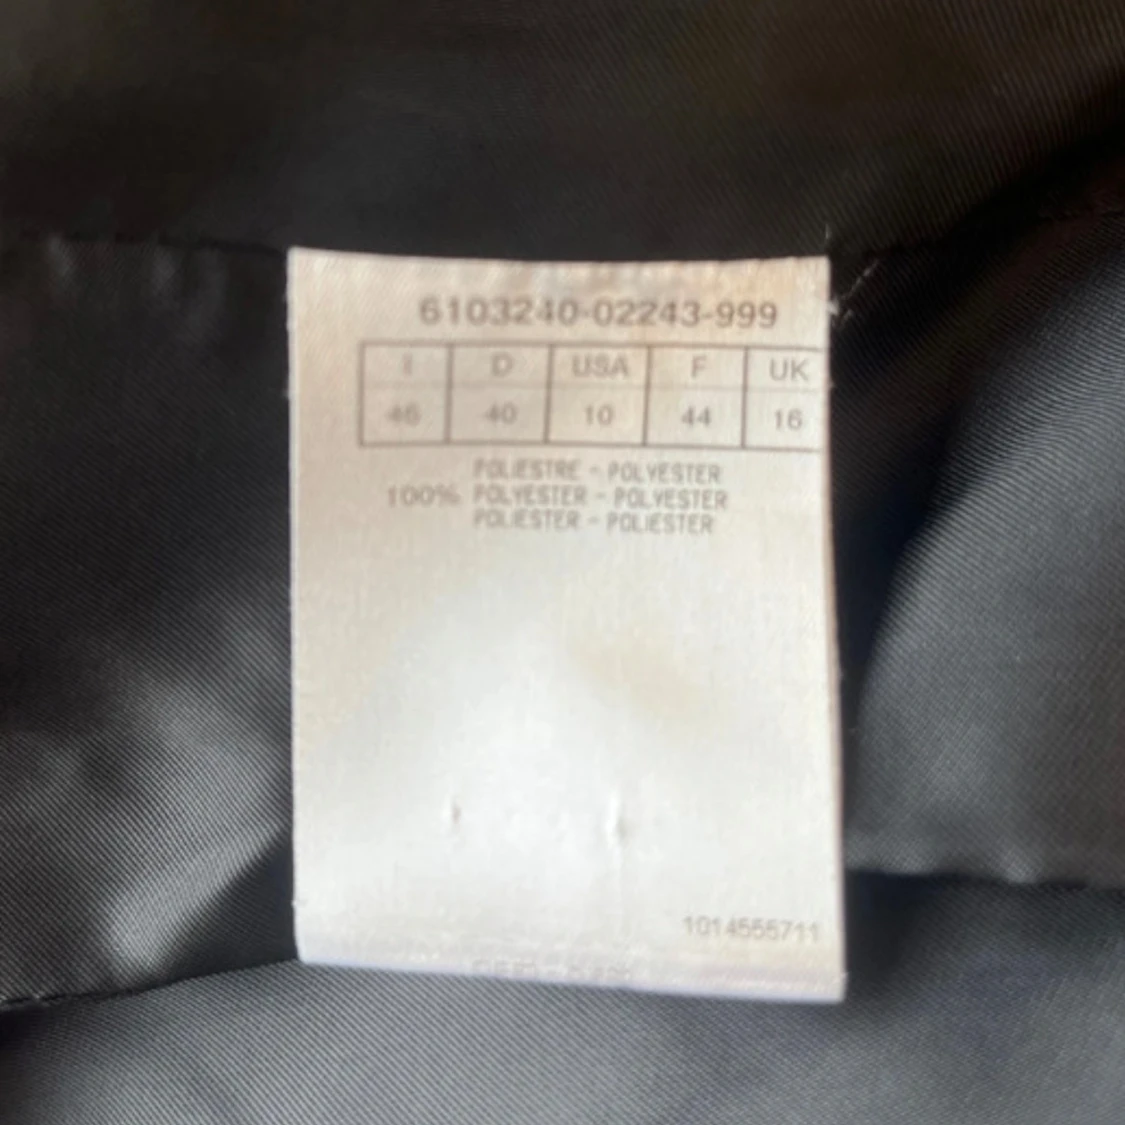 6103240-02243-999
I D USA F UK
46 40 10 44 16
POLIESTRE - POLYESTER
100% POLYESTER - POLYESTER
POLIESTER - POLIESTER
1014555711